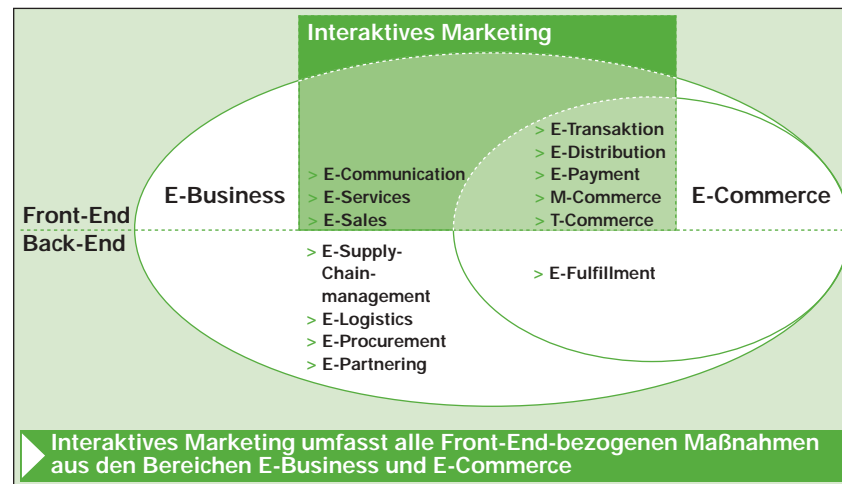 Interaktives Marketing
E-Business
> E-Communication
> E-Services
> E-Sales
> E-Transaktion
> E-Distribution
> E-Payment
> M-Commerce
> T-Commerce
E-Commerce
Front-End
Back-End
> E-Supply-
Chain-
management
> E-Logistics
> E-Procurement
> E-Partnering
> E-Fulfillment
Interaktives Marketing umfasst alle Front-End-bezogenen Maßnahmen
aus den Bereichen E-Business und E-Commerce